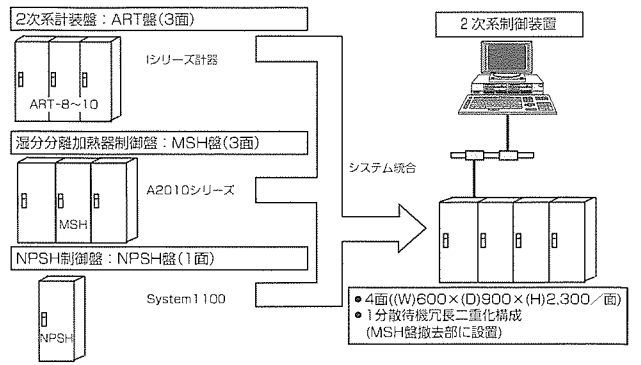 2次系計装盤：ART盤(3面)
Iシリーズ計器
ART-8～10
湿分分離加熱器制御盤：MSH盤(3面)
A2010シリーズ
MSH
NPSH制御盤：NPSH盤(1面)
System1100
NPSH
システム統合
2次系制御装置
●4面((W)600×(D)900×(H)2,300／面)
●1分散待機冗長二重化構成
(MSH盤撤去部に設置)